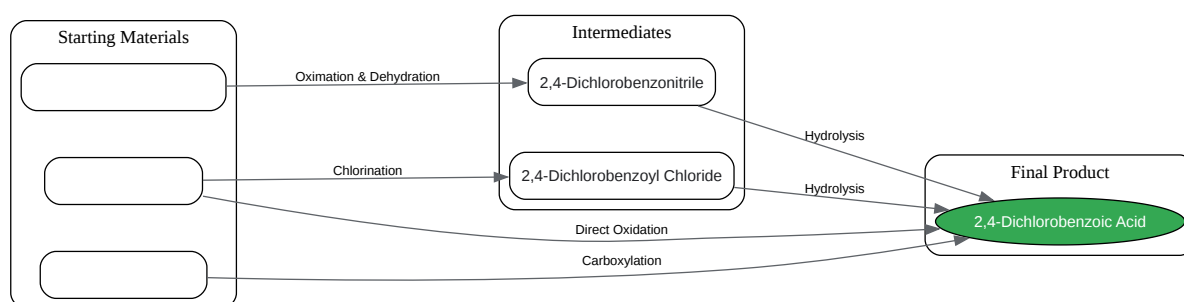 Starting Materials
Intermediates
Oximation & Dehydration
2,4-Dichlorobenzonitrile
Hydrolysis
Chlorination
2,4-Dichlorobenzoyl Chloride
Hydrolysis
Final Product
2,4-Dichlorobenzoic Acid
Direct Oxidation
Carboxylation